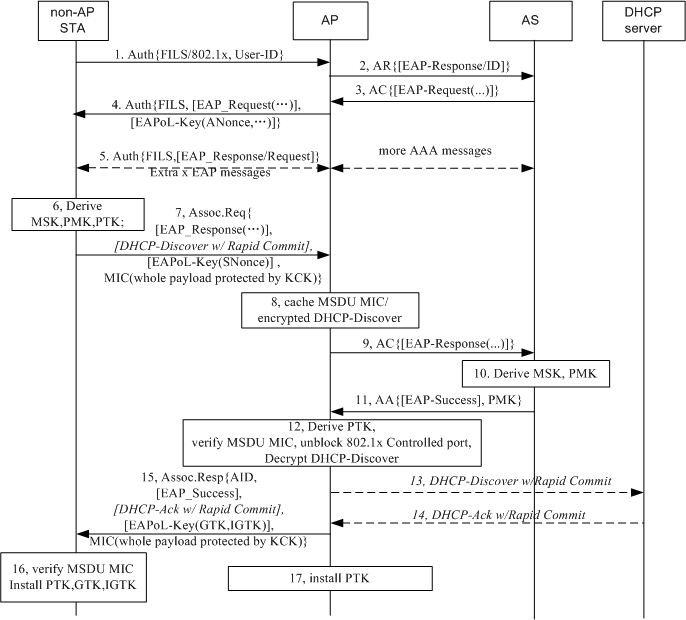 non-AP
STA
AP
AS
DHCP
server
1. Auth{FILS/802.1x, User-ID}
2, AR{[EAP-Response/ID]}
3, AC{[EAP-Request(...)]}
4. Auth{FILS, [EAP_Request(···)],
[EAPoL-Key(ANonce,···)]}
5. Auth{FILS,[EAP_Response/Request]}
Extra x EAP messages
more AAA messages
6, Derive
MSK,PMK,PTK;
7, Assoc.Req{
[EAP_Response(···)],
[DHCP-Discover w/ Rapid Commit],
[EAPoL-Key(SNonce)] ,
MIC(whole payload protected by KCK)}
8, cache MSDU MIC/
encrypted DHCP-Discover
9, AC{[EAP-Response(...)]}
10. Derive MSK, PMK
11, AA{[EAP-Success], PMK}
12, Derive PTK,
verify MSDU MIC, unblock 802.1x Controlled port,
Decrypt DHCP-Discover
13, DHCP-Discover w/Rapid Commit
14, DHCP-Ack w/Rapid Commit
15, Assoc.Resp{AID,
[EAP_Success],
[DHCP-Ack w/ Rapid Commit],
[EAPoL-Key(GTK,IGTK)],
MIC(whole payload protected by KCK)}
16, verify MSDU MIC
Install PTK,GTK,IGTK
17, install PTK